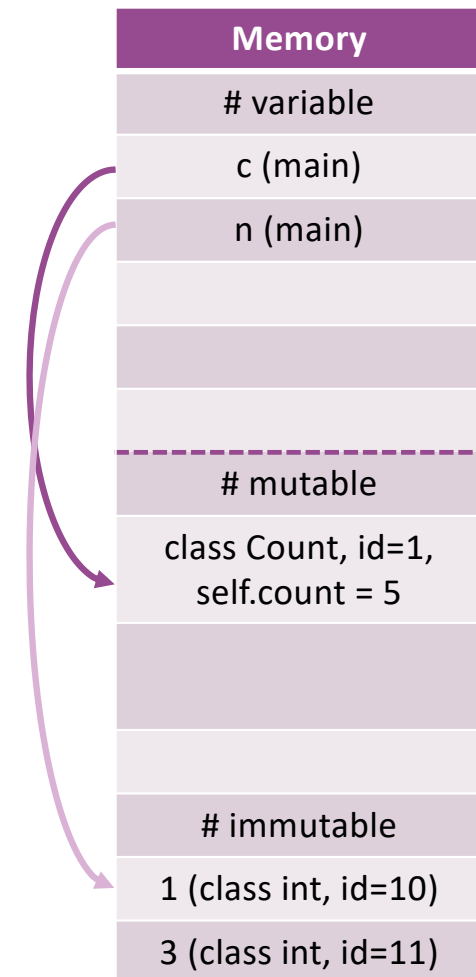 Memory
# variable
c (main)
n (main)
# mutable
class Count, id=1,
self.count = 5
# immutable
1 (class int, id=10)
3 (class int, id=11)